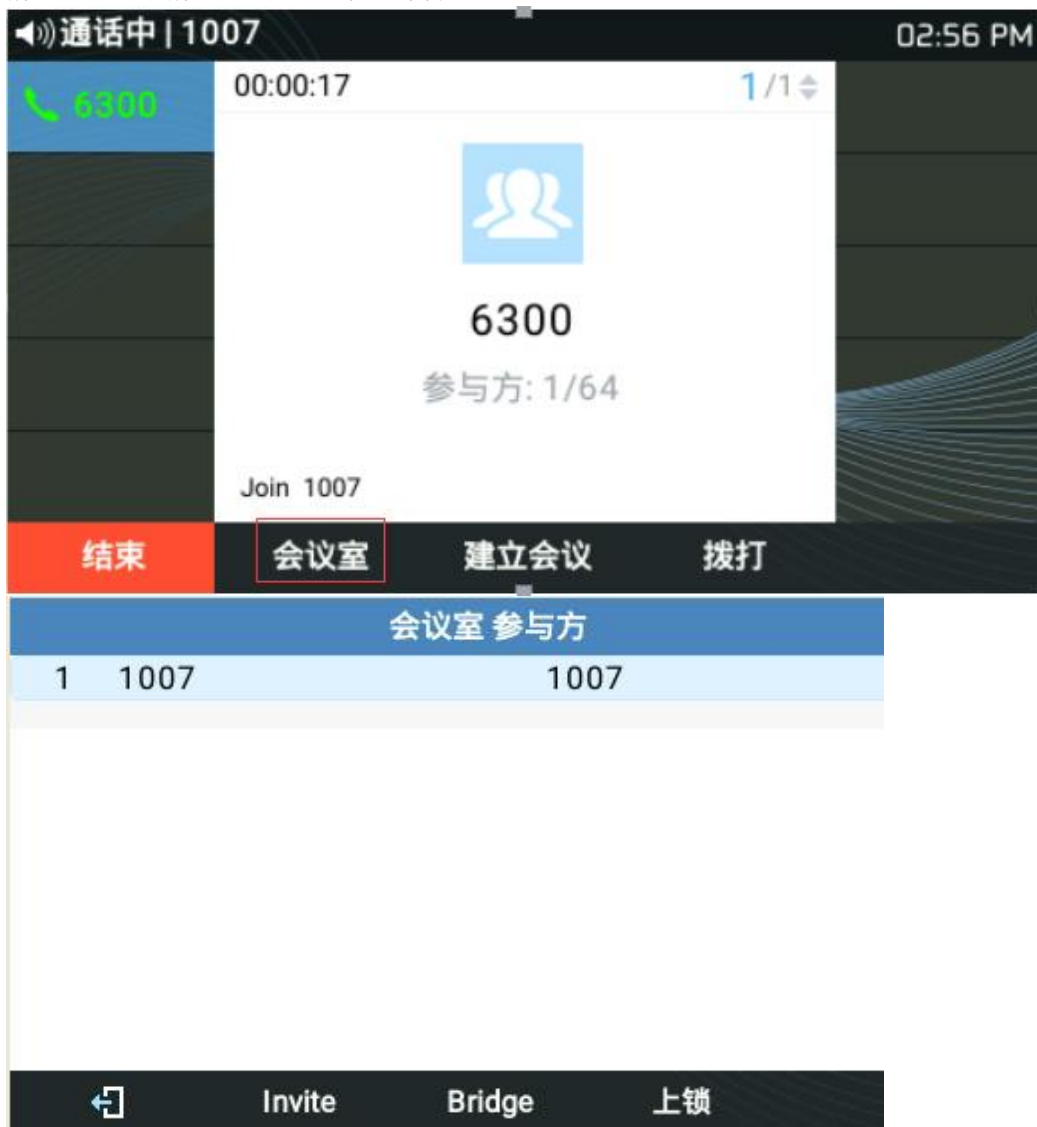 通话中 | 1007 02:56 PM
6300
00:00:17 1/1
6300
参与方: 1/64
Join 1007
结束 会议室 建立会议 拨打
会议室 参与方
1 1007 1007
Invite Bridge 上锁